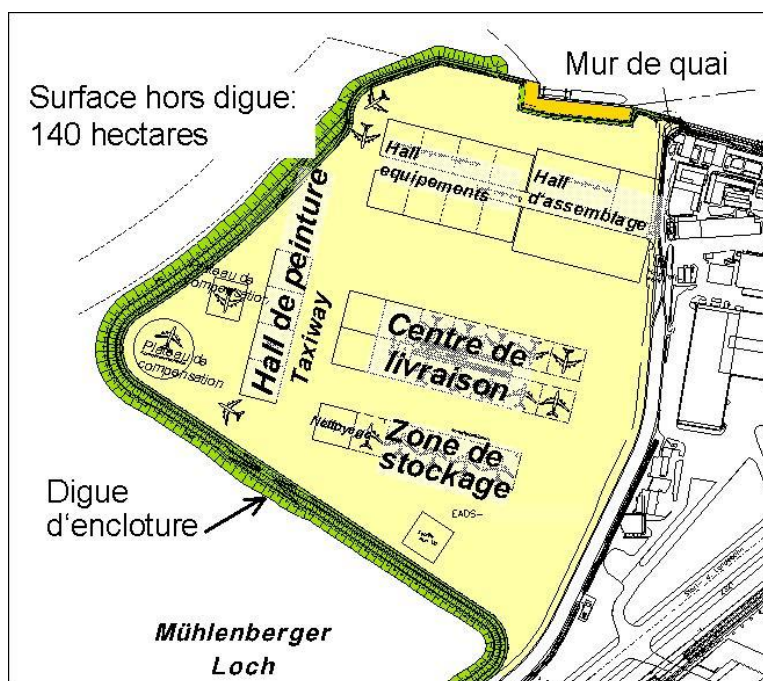 Mur de quai
Surface hors digue:
140 hectares
Hall
equipements
Hall
d'assemblage
Hall de peinture
Taxiway
Plateau de
compensation
Plateau de
compensation
Centre de
livraison
Nettoyage
Zone de
stockage
EADS-
Digue
d'encloture
Mühlenberger
Loch